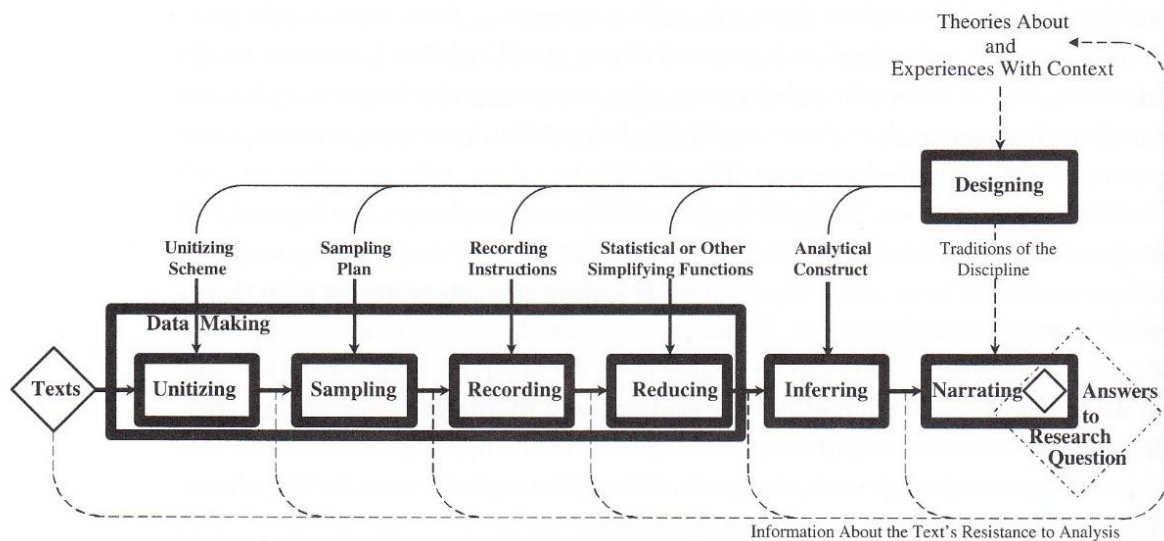 Theories About
and
Experiences With Context
Designing
Unitizing
Scheme
Sampling
Plan
Recording
Instructions
Statistical or Other
Simplifying Functions
Analytical
Construct
Traditions of the
Discipline
Data Making
Texts
Unitizing
Sampling
Recording
Reducing
Inferring
Narrating
Answers
to
Research
Question
Information About the Text's Resistance to Analysis